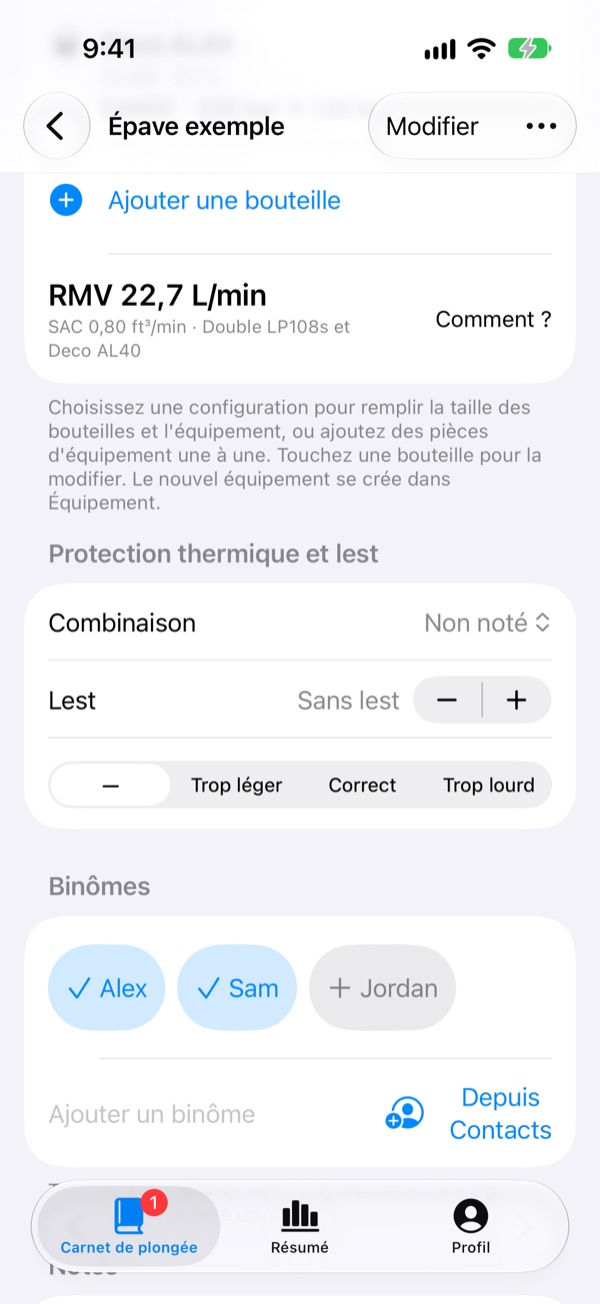 9:41
Épave exemple
Modifier
Ajouter une bouteille
RMV 22,7 L/min
SAC 0,80 ft³/min · Double LP108s et
Deco AL40
Comment ?
Choisissez une configuration pour remplir la taille des
bouteilles et l'équipement, ou ajoutez des pièces
d'équipement une à une. Touchez une bouteille pour la
modifier. Le nouvel équipement se crée dans
Équipement.
Protection thermique et lest
Combinaison
Non noté
Lest
Sans lest
− +
– Trop léger Correct Trop lourd
Binômes
Alex
Sam
+ Jordan
Ajouter un binôme
Depuis
Contacts
1
Carnet de plongée
Résumé
Profil